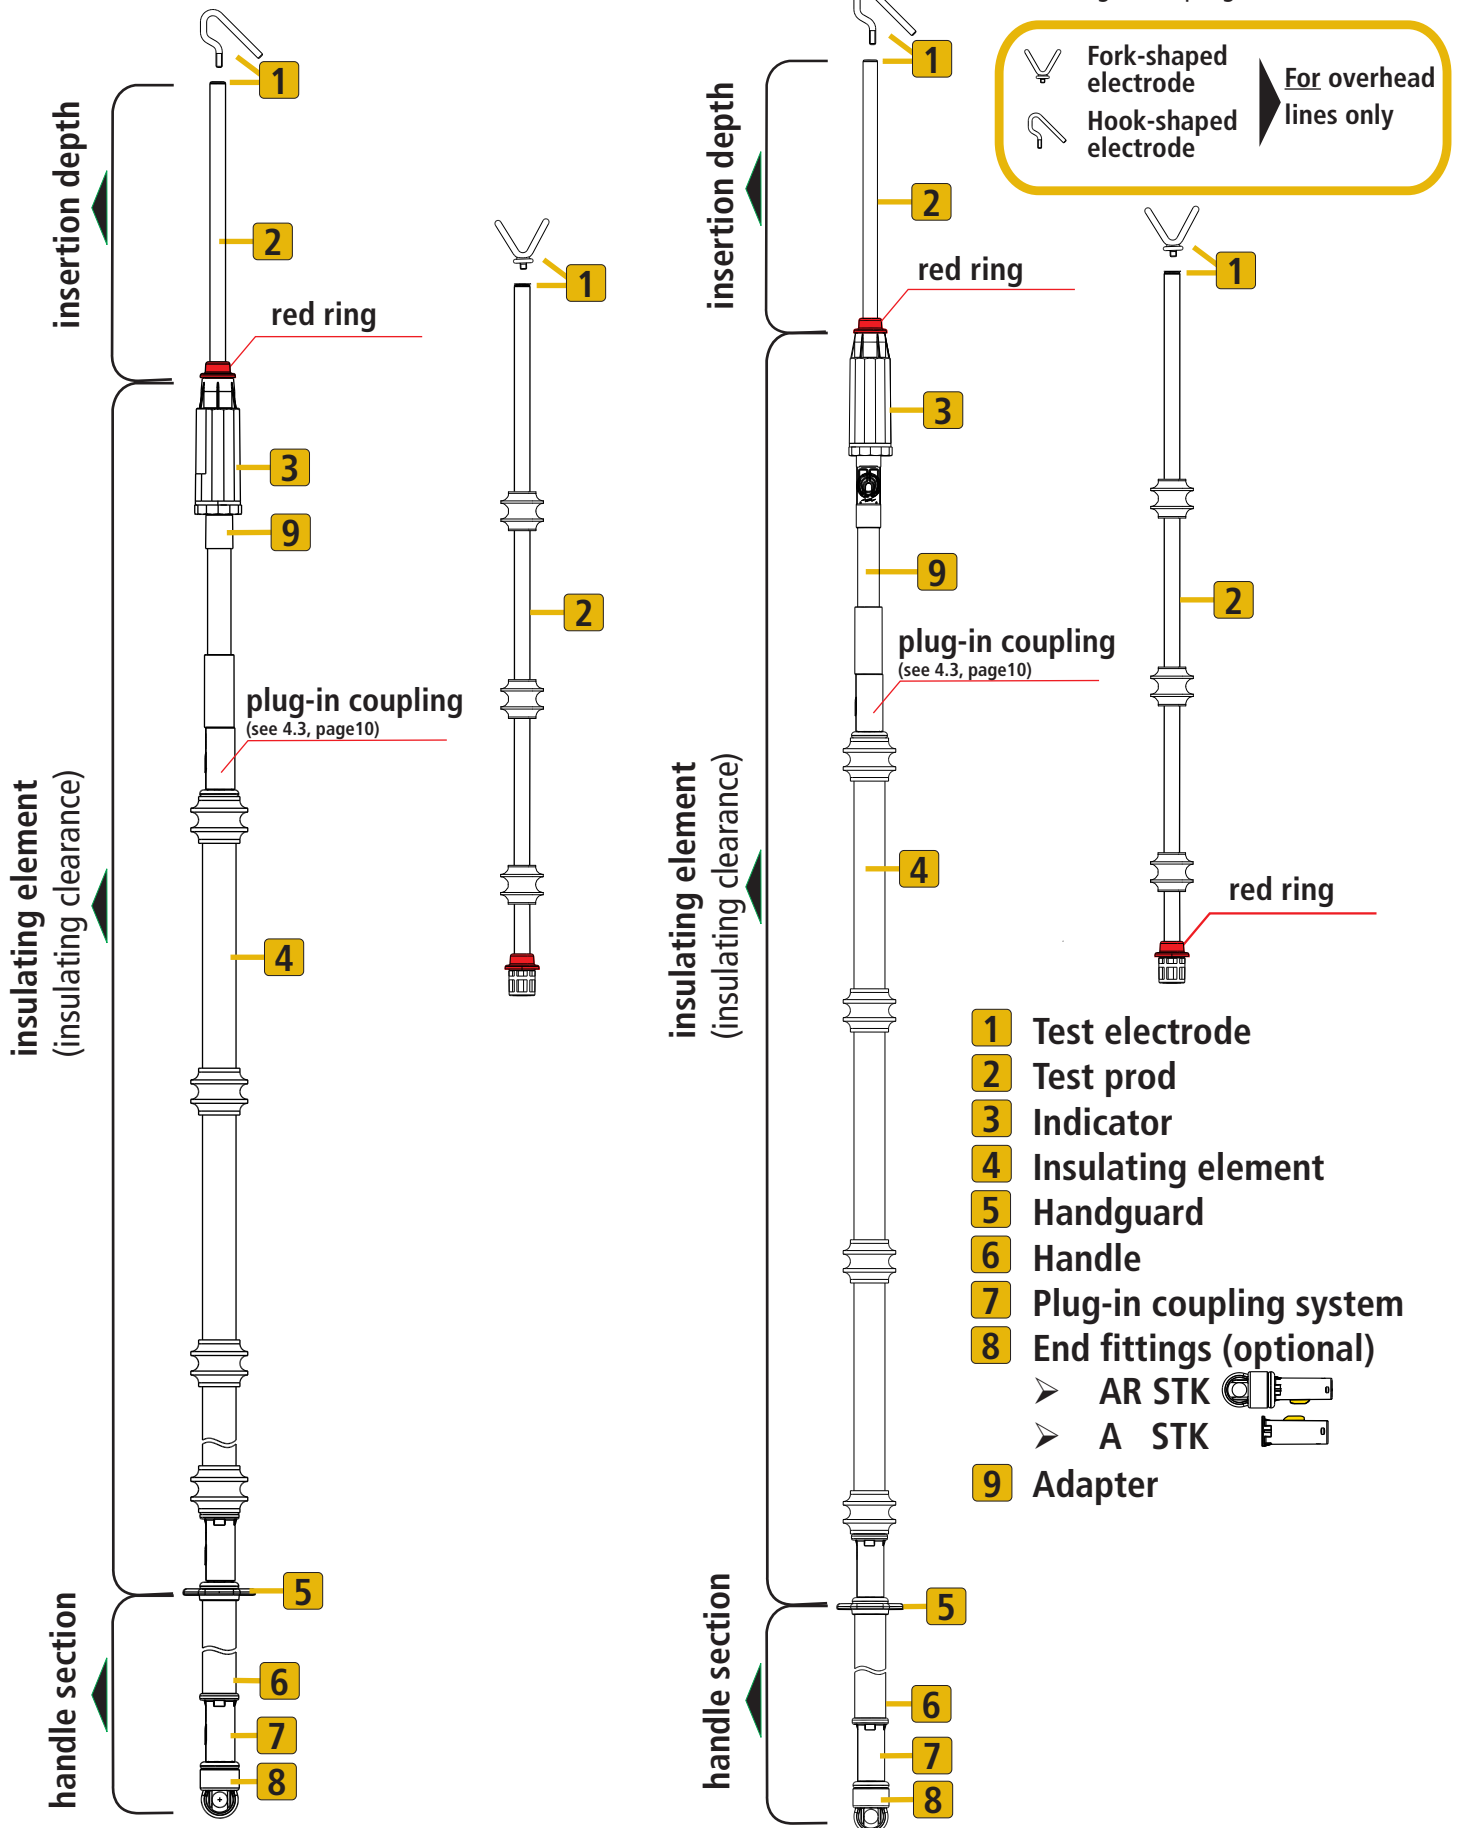 Fork-shaped
electrode
Hook-shaped
electrode
For overhead
lines only
1
insertion depth
2
red ring
3
9
plug-in coupling
(see 4.3, page10)
insulating element
(insulating clearance)
4
5
handle section
6
7
8
1
2
1
insertion depth
2
red ring
3
9
plug-in coupling
(see 4.3, page10)
insulating element
(insulating clearance)
4
5
handle section
6
7
8
1
2
red ring
1 Test electrode
2 Test prod
3 Indicator
4 Insulating element
5 Handguard
6 Handle
7 Plug-in coupling system
8 End fittings (optional)
➢ AR STK
➢ A STK
9 Adapter